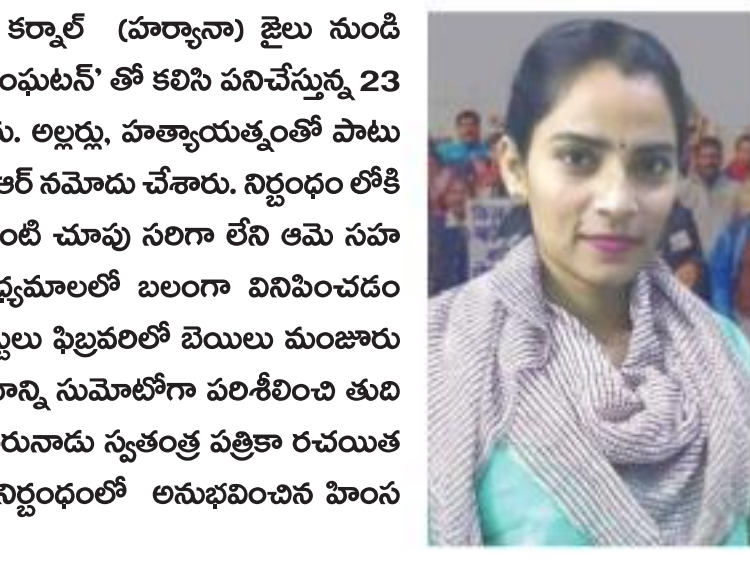 కర్నాల్ (హర్యానా) జైలు నుండి
ంఘటన్' తో కలిసి పనిచేస్తున్న 23
ు. అల్లర్లు, హత్యాయత్నంతో పాటు
ఆర్ నమోదు చేశారు. నిర్బంధం లోకి
ంటి చూపు సరిగా లేని ఆమె సహ
ధ్యమాలలో బలంగా వినిపించడం
్టులు ఫిబ్రవరిలో బెయిలు మంజూరు
ాన్ని సుమోటోగా పరిశీలించి తుది
రునాడు స్వతంత్ర పత్రికా రచయిత
నిర్బంధంలో అనుభవించిన హింస